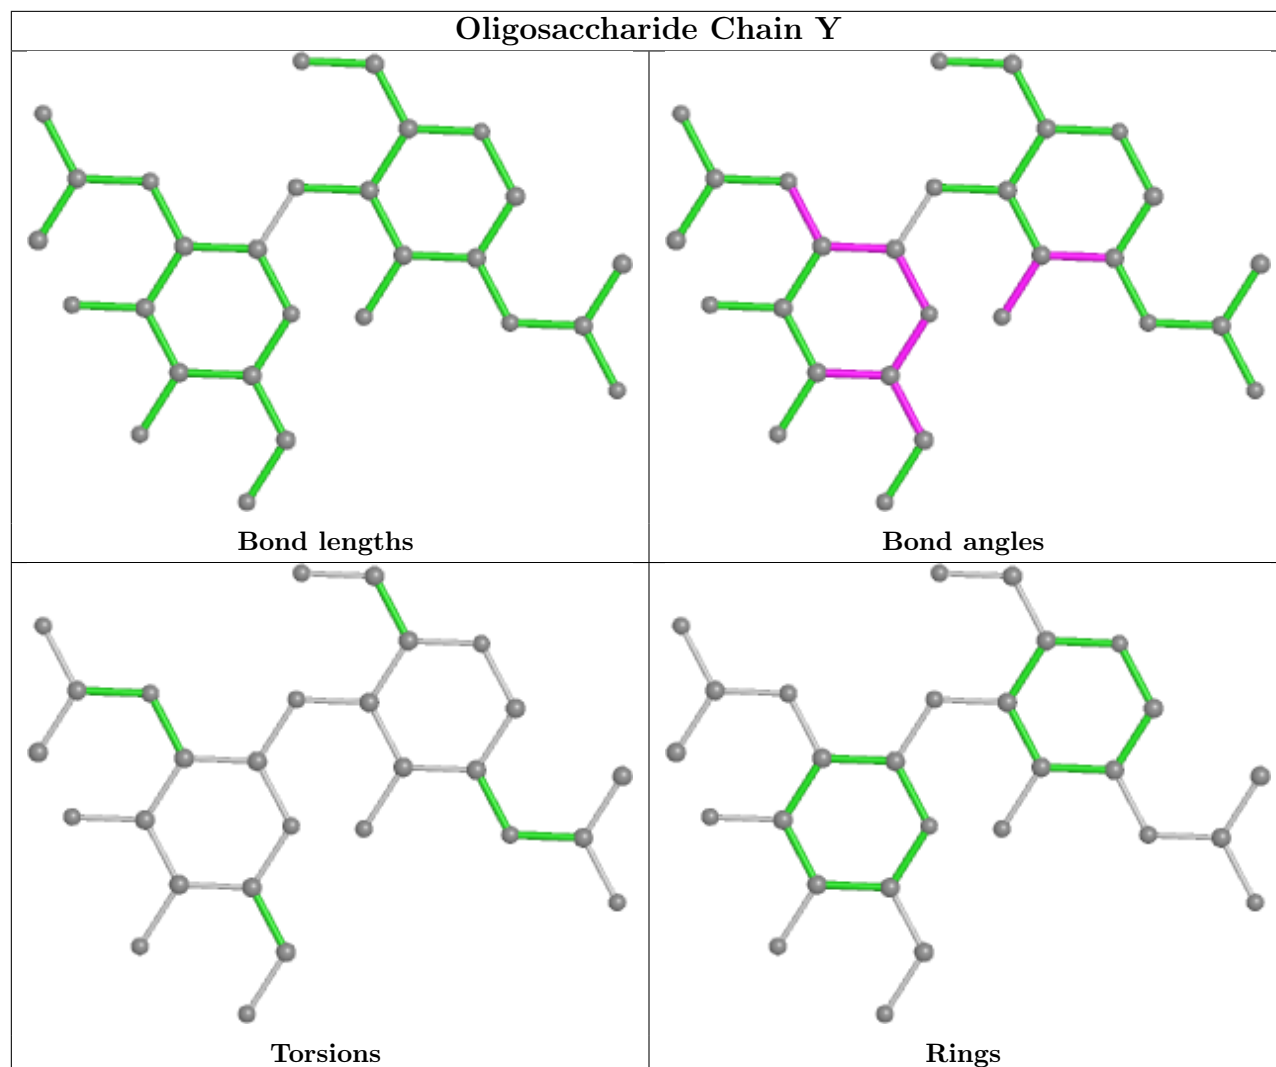 Oligosaccharide Chain Y
Bond lengths
Bond angles
Torsions
Rings